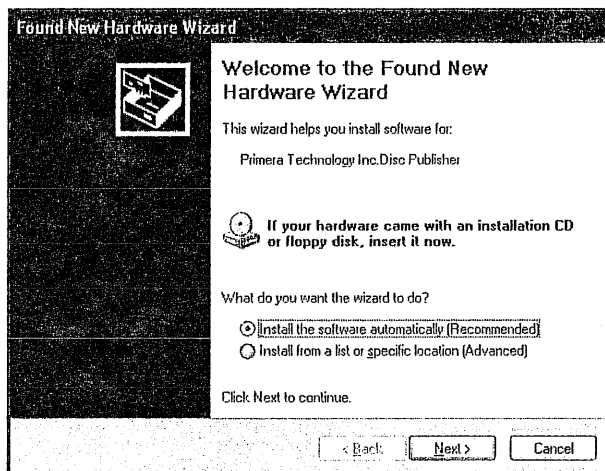 Found New Hardware Wizard
Welcome to the Found New
Hardware Wizard
This wizard helps you install software for:
Primera Technology Inc.Disc Publisher
If your hardware came with an installation CD
or floppy disk, insert it now.
What do you want the wizard to do?
Install the software automatically (Recommended)
Install from a list or specific location (Advanced)
Click Next to continue.
< Back Next > Cancel